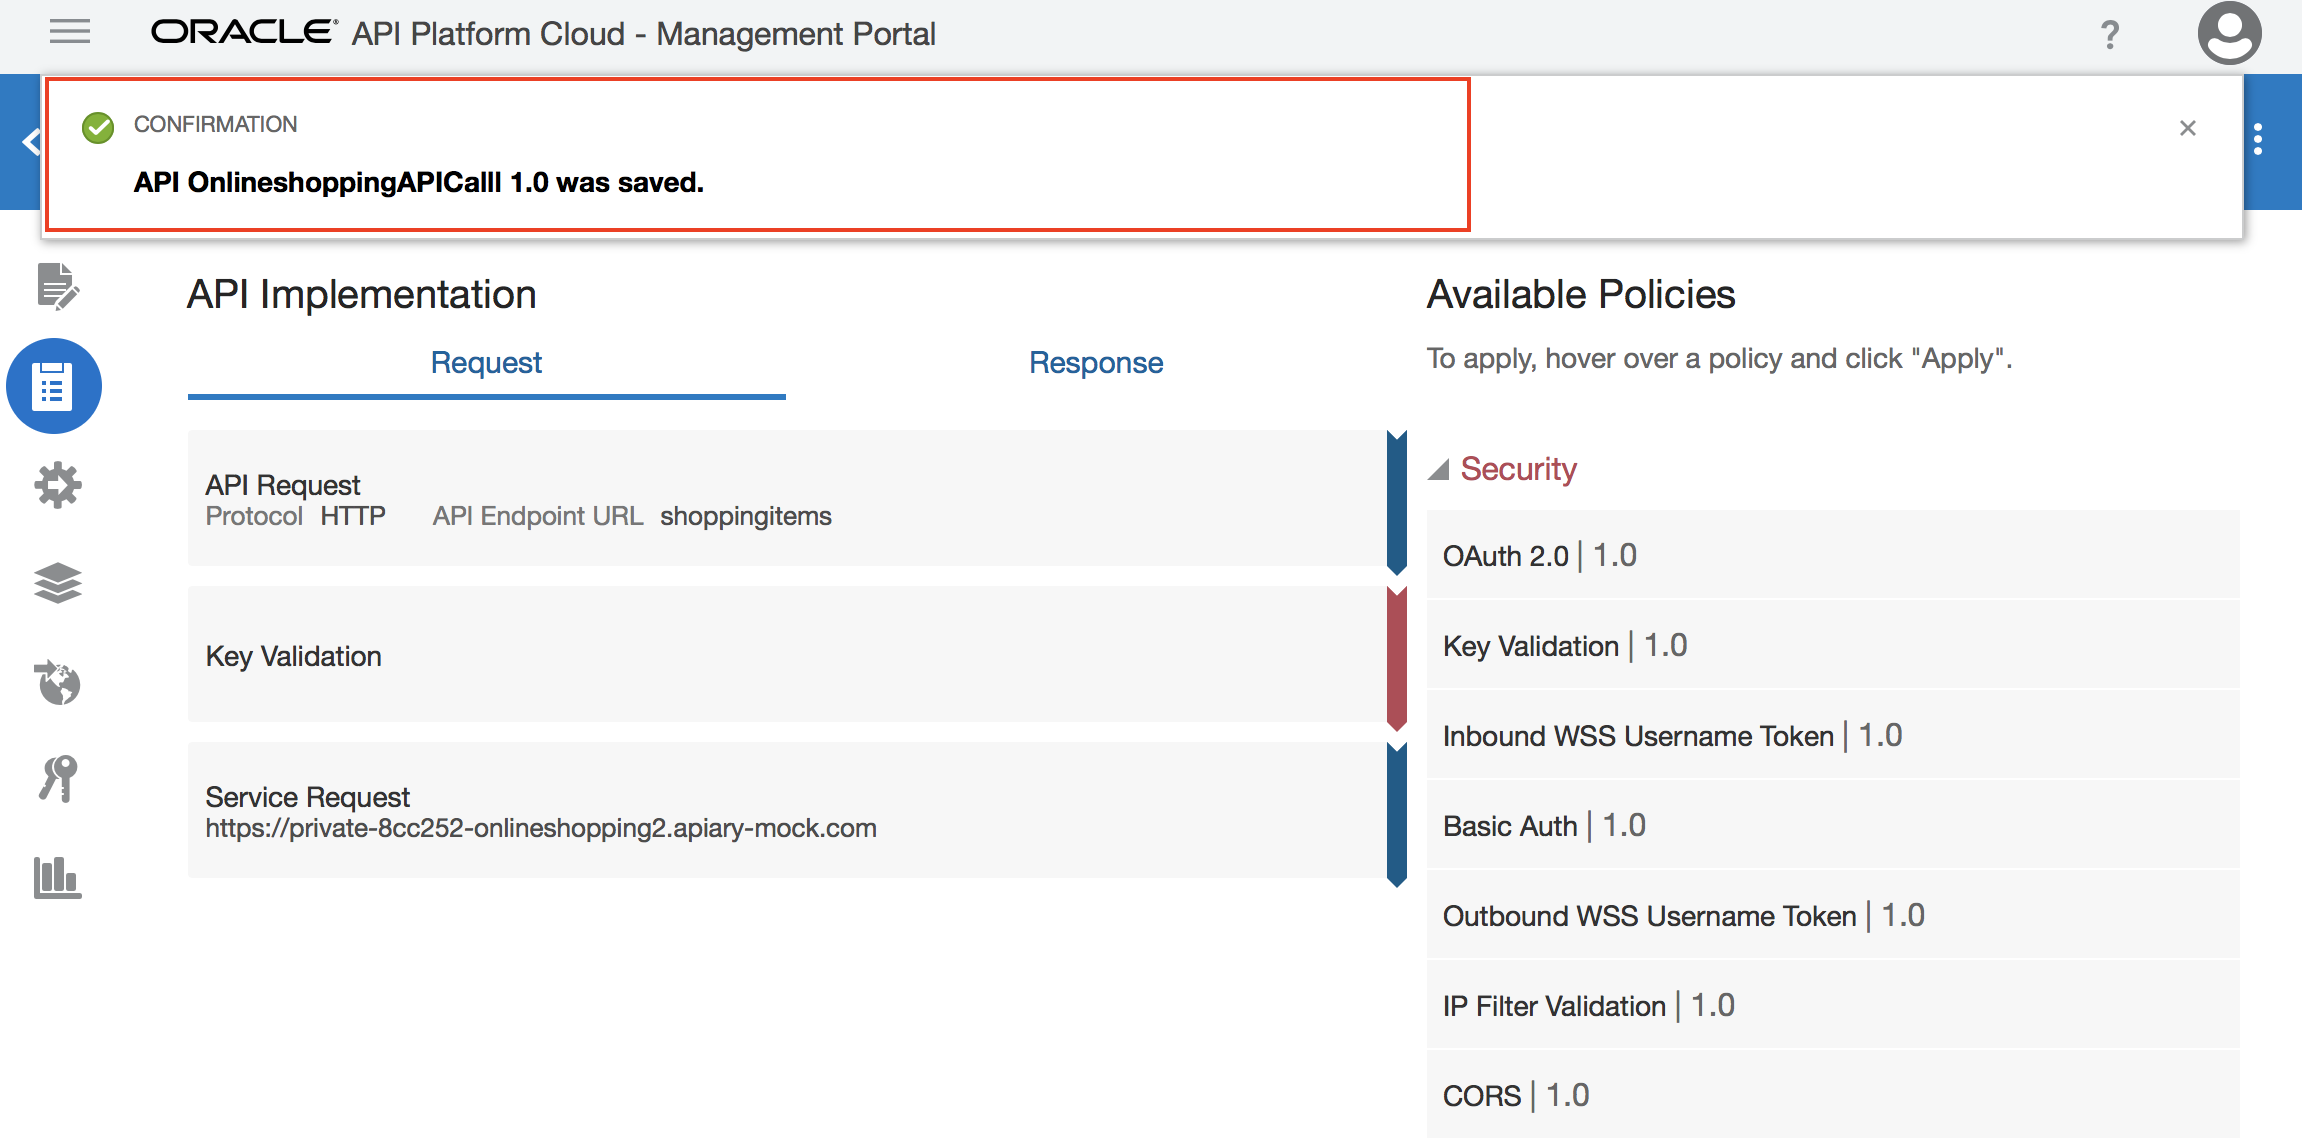 ORACLE® API Platform Cloud - Management Portal
?
CONFIRMATION
API OnlineshoppingAPICalll 1.0 was saved.
API Implementation
Request
Response
API Request
Protocol HTTP API Endpoint URL shoppingitems
Key Validation
Service Request
https://private-8cc252-onlineshopping2.apiary-mock.com
Available Policies
To apply, hover over a policy and click "Apply".
Security
OAuth 2.0 | 1.0
Key Validation | 1.0
Inbound WSS Username Token | 1.0
Basic Auth | 1.0
Outbound WSS Username Token | 1.0
IP Filter Validation | 1.0
CORS | 1.0